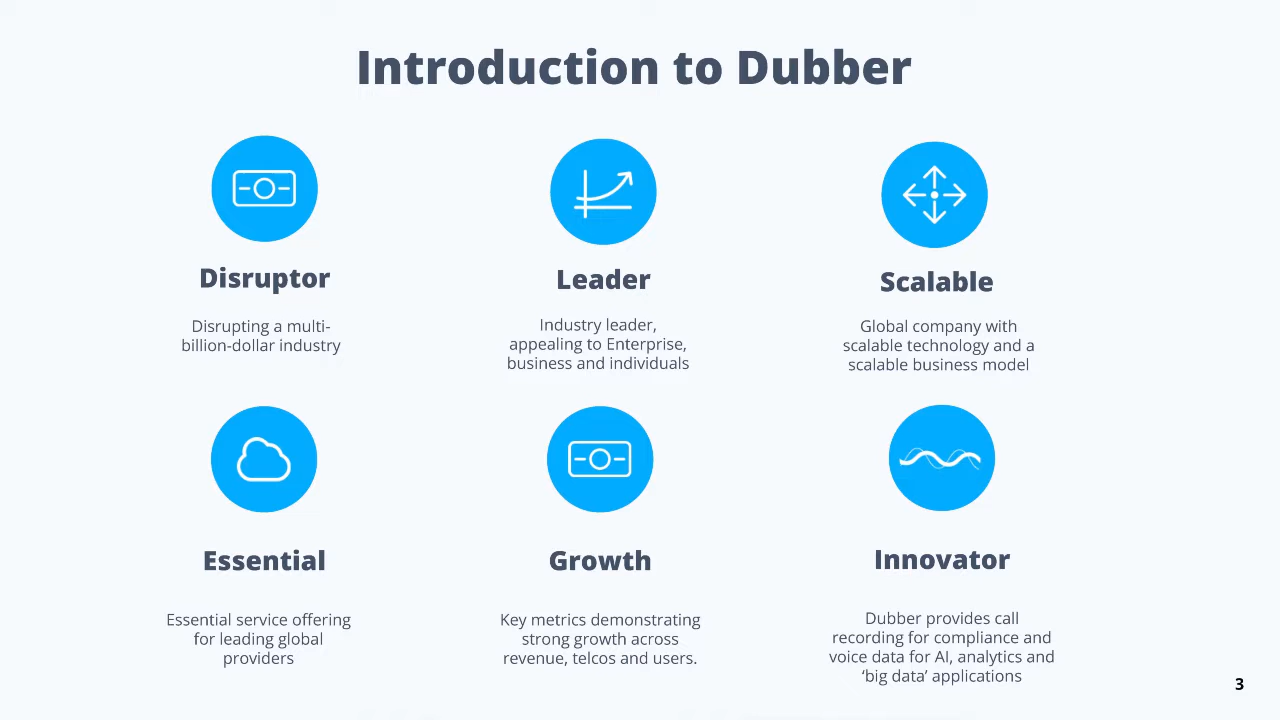 Introduction to Dubber
Disruptor
Disrupting a multi-
billion-dollar industry
Leader
Industry leader,
appealing to Enterprise,
business and individuals
Scalable
Global company with
scalable technology and a
scalable business model
Essential
Essential service offering
for leading global
providers
Growth
Key metrics demonstrating
strong growth across
revenue, telcos and users.
Innovator
Dubber provides call
recording for compliance and
voice data for AI, analytics and
‘big data’ applications
3